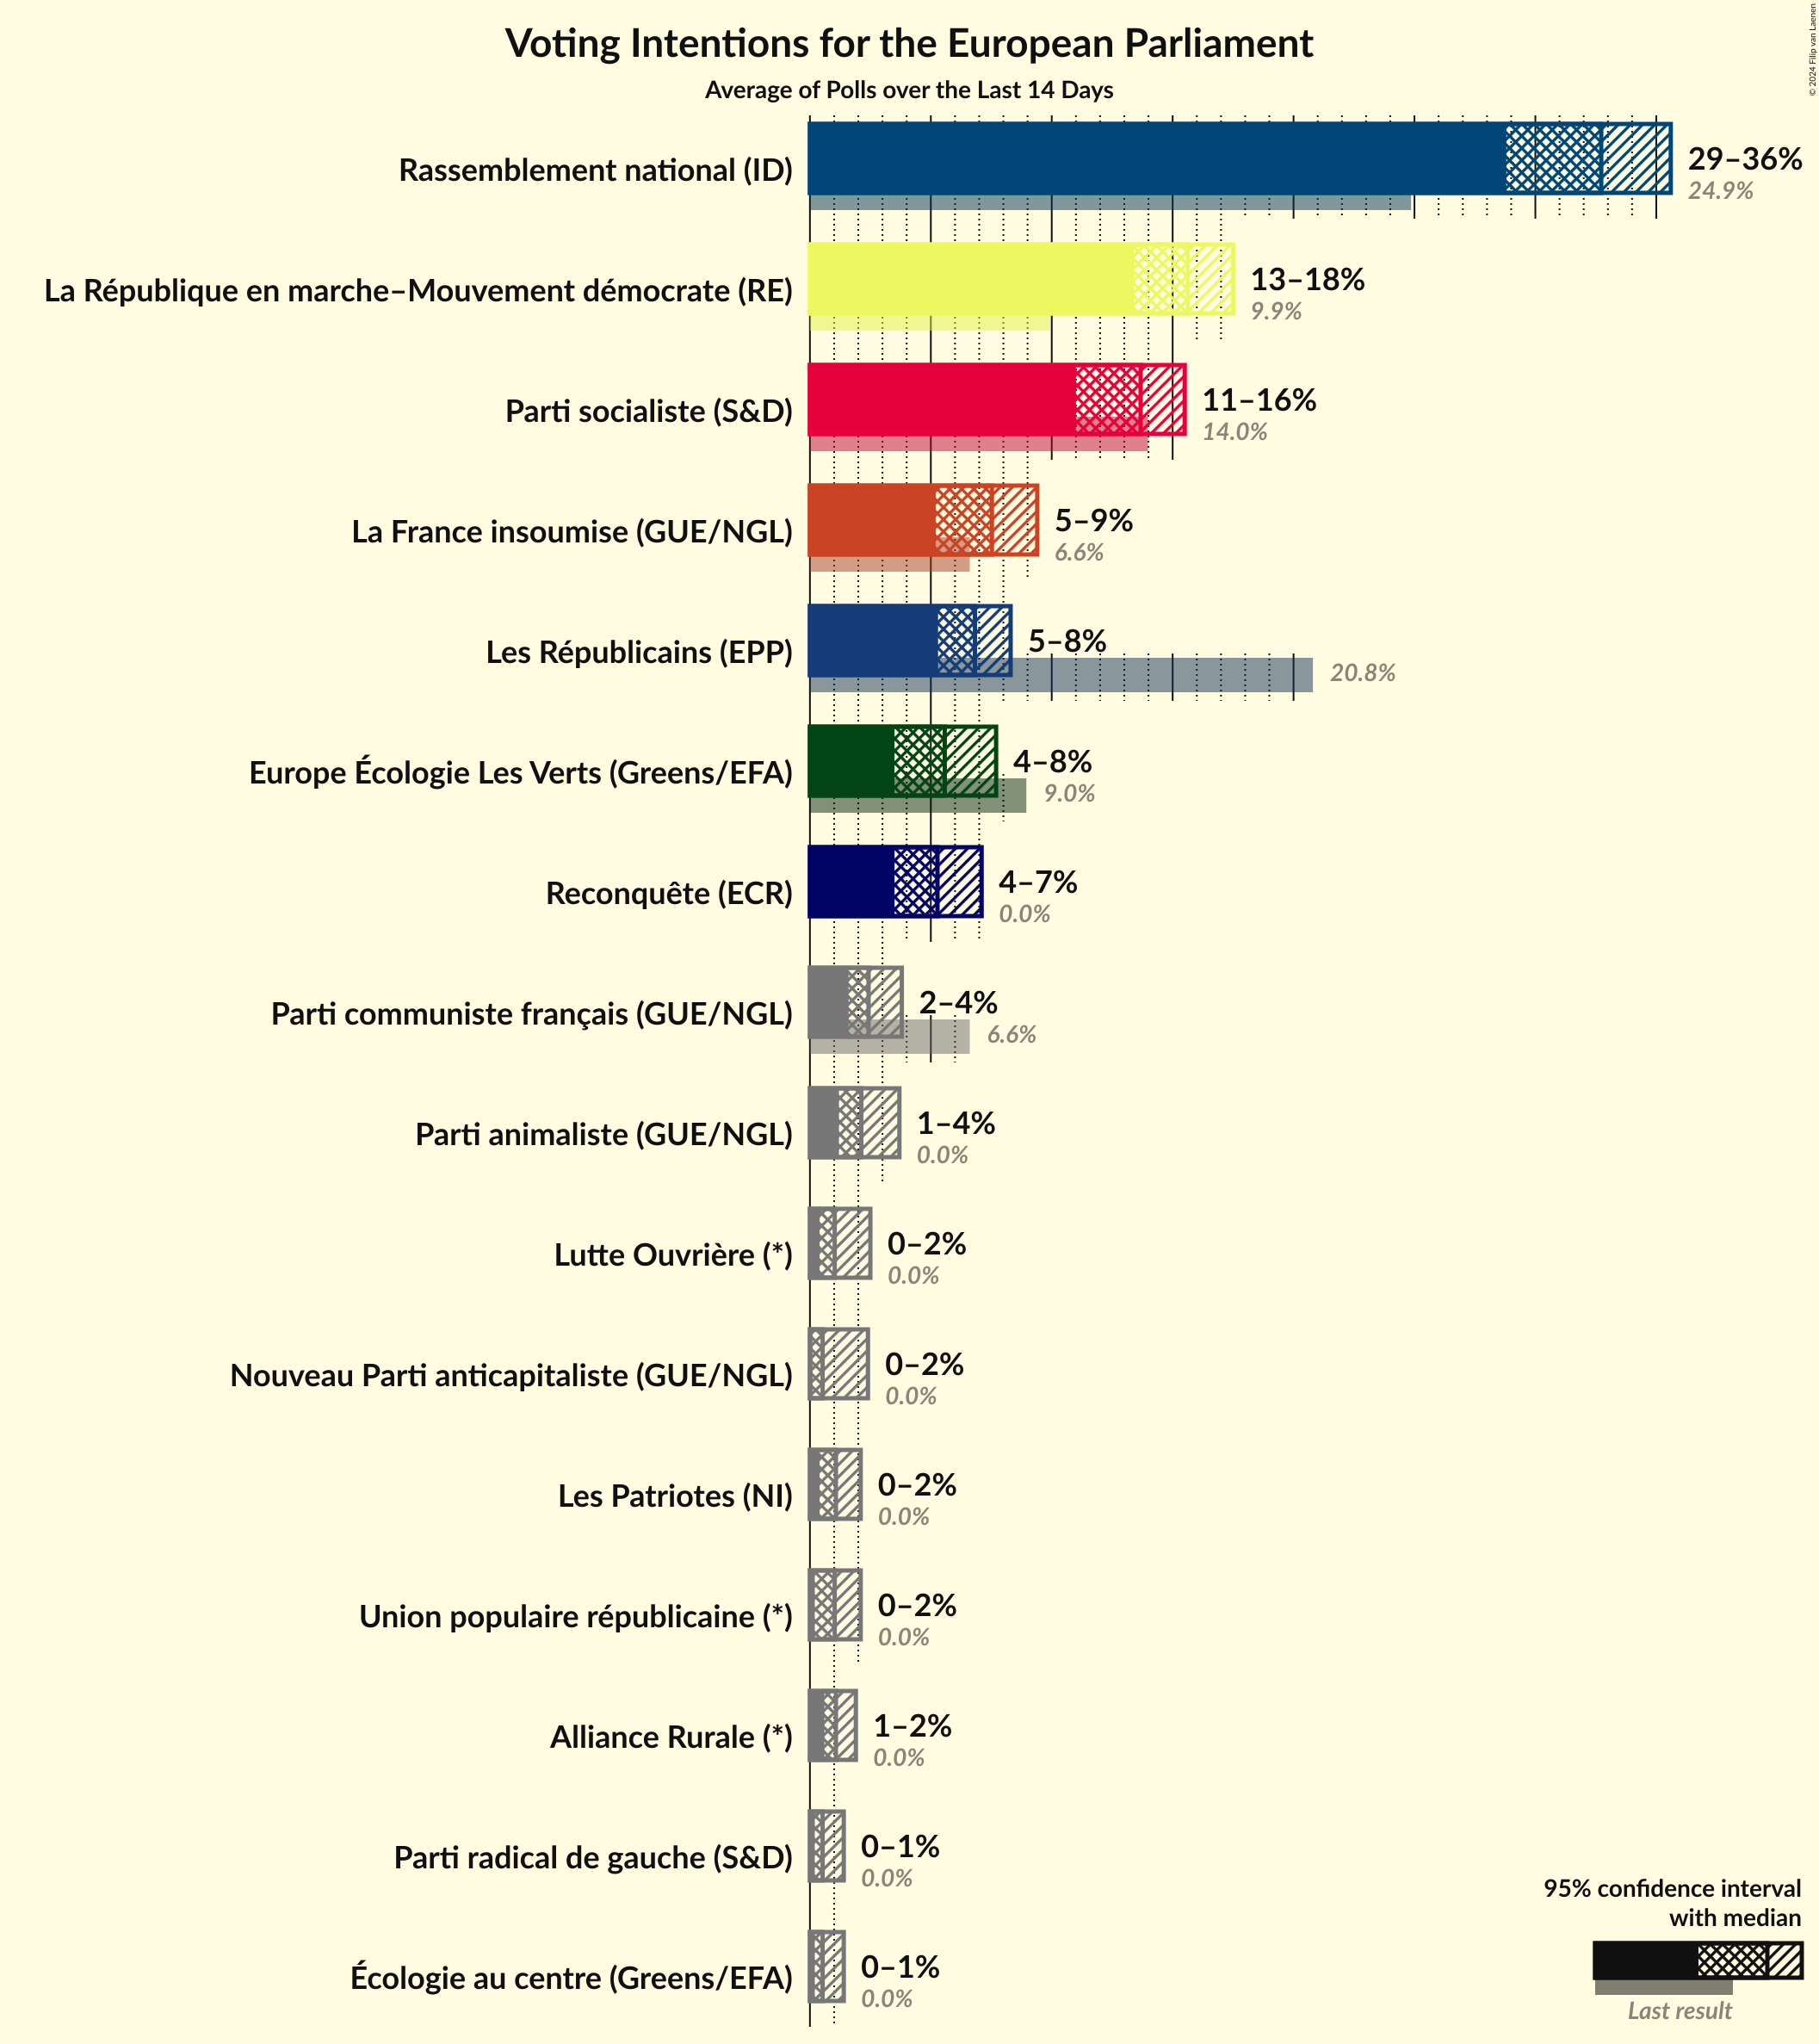 © 2024 Filip van Laenen
Voting Intentions for the European Parliament
Average of Polls over the Last 14 Days
Rassemblement national (ID)
29–36%
24.9%
La République en marche–Mouvement démocrate (RE)
13–18%
9.9%
Parti socialiste (S&D)
11–16%
14.0%
La France insoumise (GUE/NGL)
5–9%
6.6%
Les Républicains (EPP)
5–8%
20.8%
Europe Écologie Les Verts (Greens/EFA)
4–8%
9.0%
Reconquête (ECR)
4–7%
0.0%
Parti communiste français (GUE/NGL)
2–4%
6.6%
Parti animaliste (GUE/NGL)
1–4%
0.0%
Lutte Ouvrière (*)
0–2%
0.0%
Nouveau Parti anticapitaliste (GUE/NGL)
0–2%
0.0%
Les Patriotes (NI)
0–2%
0.0%
Union populaire républicaine (*)
0–2%
0.0%
Alliance Rurale (*)
1–2%
0.0%
Parti radical de gauche (S&D)
0–1%
0.0%
Écologie au centre (Greens/EFA)
0–1%
0.0%
95% confidence interval
with median
Last result